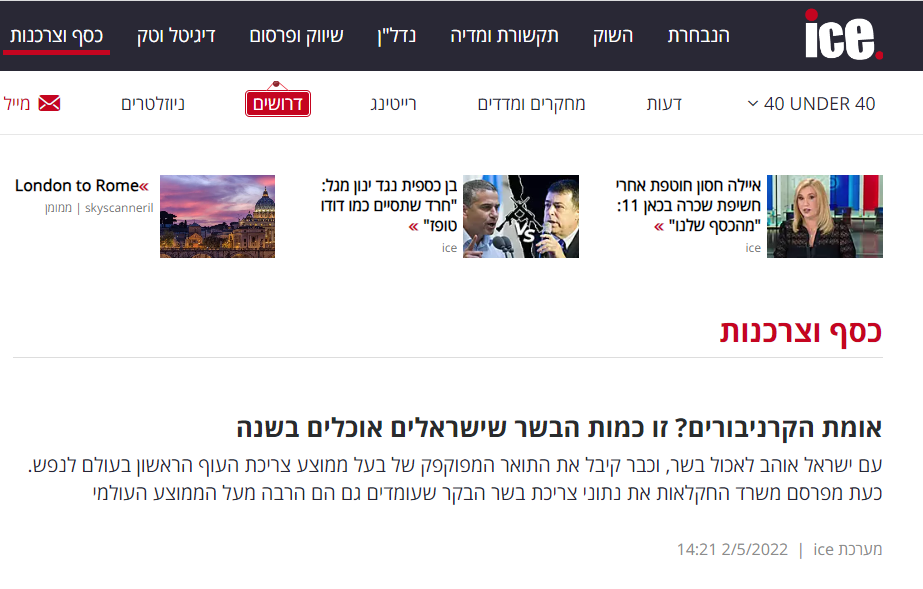 ice.
הנבחרת
השוק
תקשורת ומדיה
נדל"ן
שיווק ופרסום
דיגיטל וטק
כסף וצרכנות
40 UNDER 40
דעות
מחקרים ומדדים
רייטינג
דרושים
ניוזלטרים
מייל
איילה חסון חוטפת אחרי
חשיפת שכרה בכאן 11:
"מהכסף שלנו" »
ice
VS
בן כספית נגד ינון מגל:
"חרד שתסיים כמו דודו
טופז" »
ice
London to Rome«
skyscanneril | ממומן
כסף וצרכנות
אומת הקרניבורים? זו כמות הבשר שישראלים אוכלים בשנה
עם ישראל אוהב לאכול בשר, וכבר קיבל את התואר המפוקפק של בעל ממוצע צריכת העוף הראשון בעולם לנפש.
כעת מפרסם משרד החקלאות את נתוני צריכת בשר הבקר שעומדים גם הם הרבה מעל הממוצע העולמי
מערכת ice | 2/5/2022 14:21